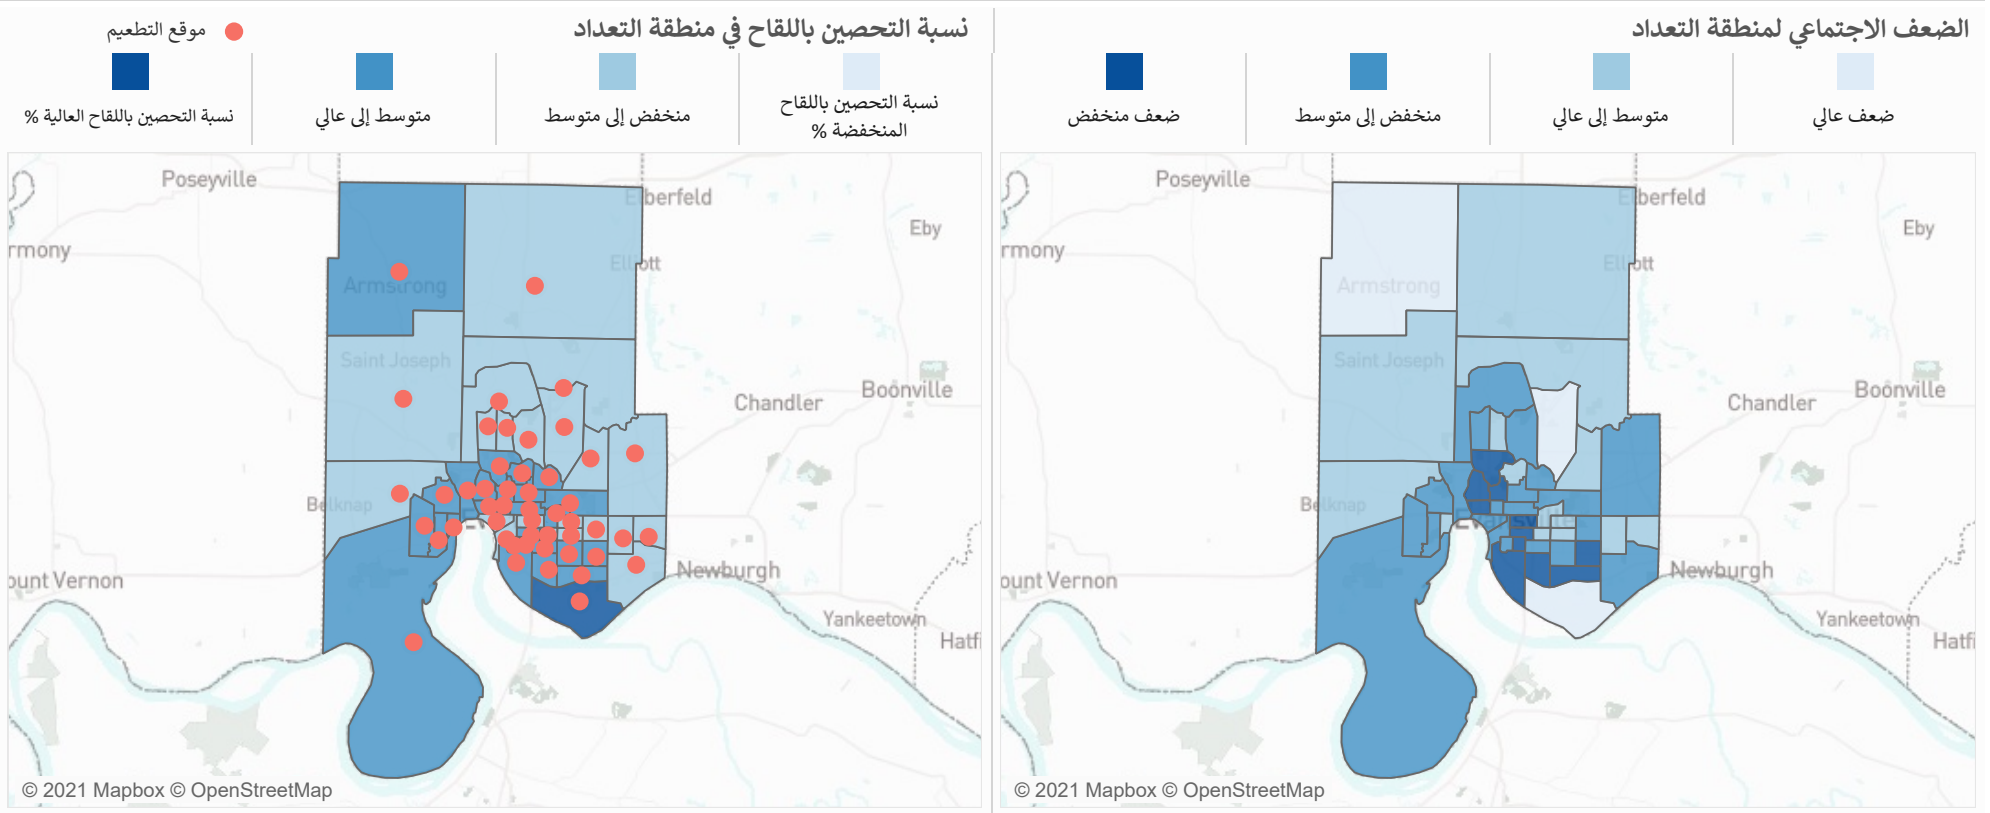 الضعف الاجتماعي لمنطقة التعداد
ضعف عالي
متوسط إلى عالي
منخفض إلى متوسط
ضعف منخفض
Poseyville
Elberfeld
Eby
rmony
Elliott
Armstrong
Saint Joseph
Chandler
Boonville
Belknap
Evansville
ount Vernon
Newburgh
Yankeetown
Hatfi
© 2021 Mapbox © OpenStreetMap
نسبة التحصين باللقاح في منطقة التعداد
موقع التطعيم
نسبة التحصين باللقاح
المنخفضة %
منخفض إلى متوسط
متوسط إلى عالي
نسبة التحصين باللقاح العالية %
Poseyville
Elberfeld
Eby
rmony
Elliott
Armstrong
Saint Joseph
Chandler
Boonville
Belknap
ount Vernon
Newburgh
Yankeetown
Hatfi
© 2021 Mapbox © OpenStreetMap